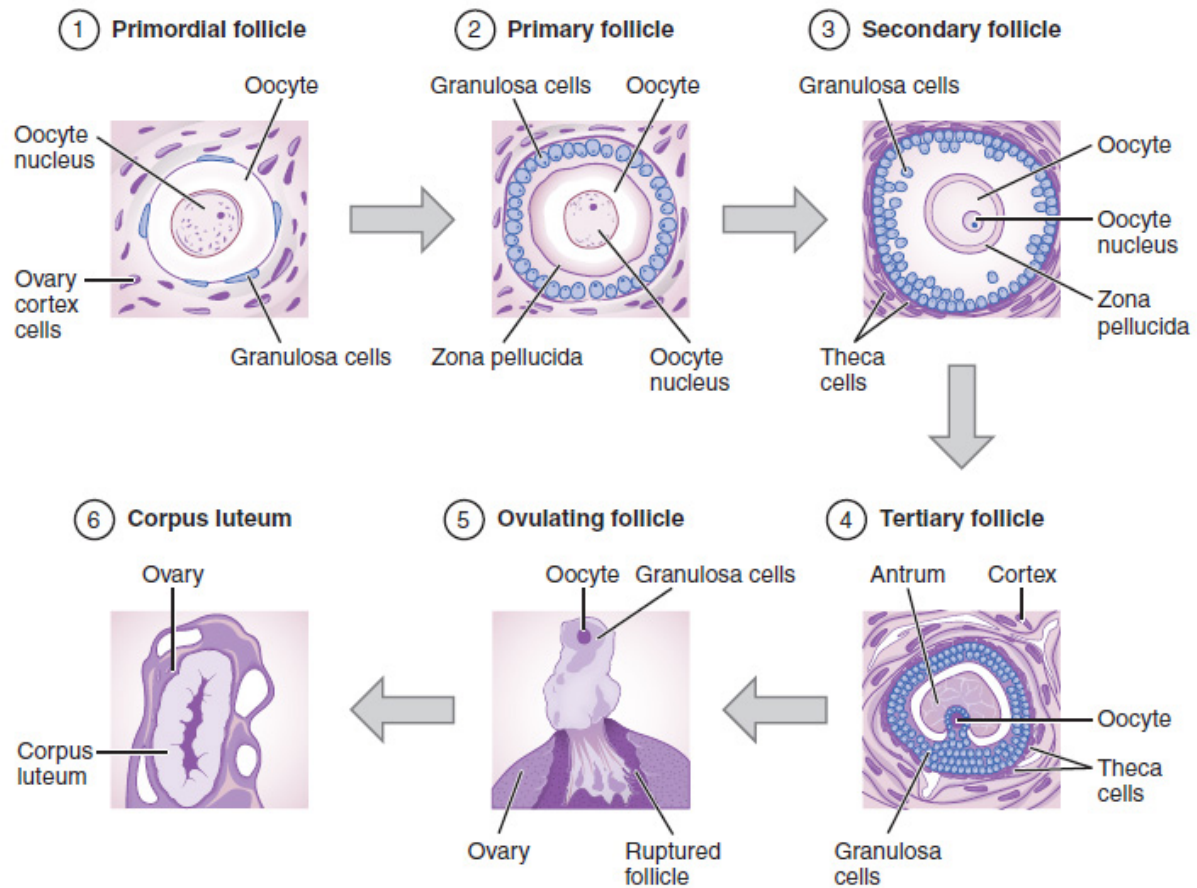 1 Primordial follicle
Oocyte
Oocyte
nucleus
Ovary
cortex
cells
Granulosa cells
2 Primary follicle
Granulosa cells
Oocyte
Zona pellucida
Oocyte
nucleus
3 Secondary follicle
Granulosa cells
Oocyte
Oocyte
nucleus
Zona
pellucida
Theca
cells
6 Corpus luteum
Ovary
Corpus
luteum
5 Ovulating follicle
Oocyte
Granulosa cells
Ovary
Ruptured
follicle
4 Tertiary follicle
Antrum
Cortex
Oocyte
Theca
cells
Granulosa
cells